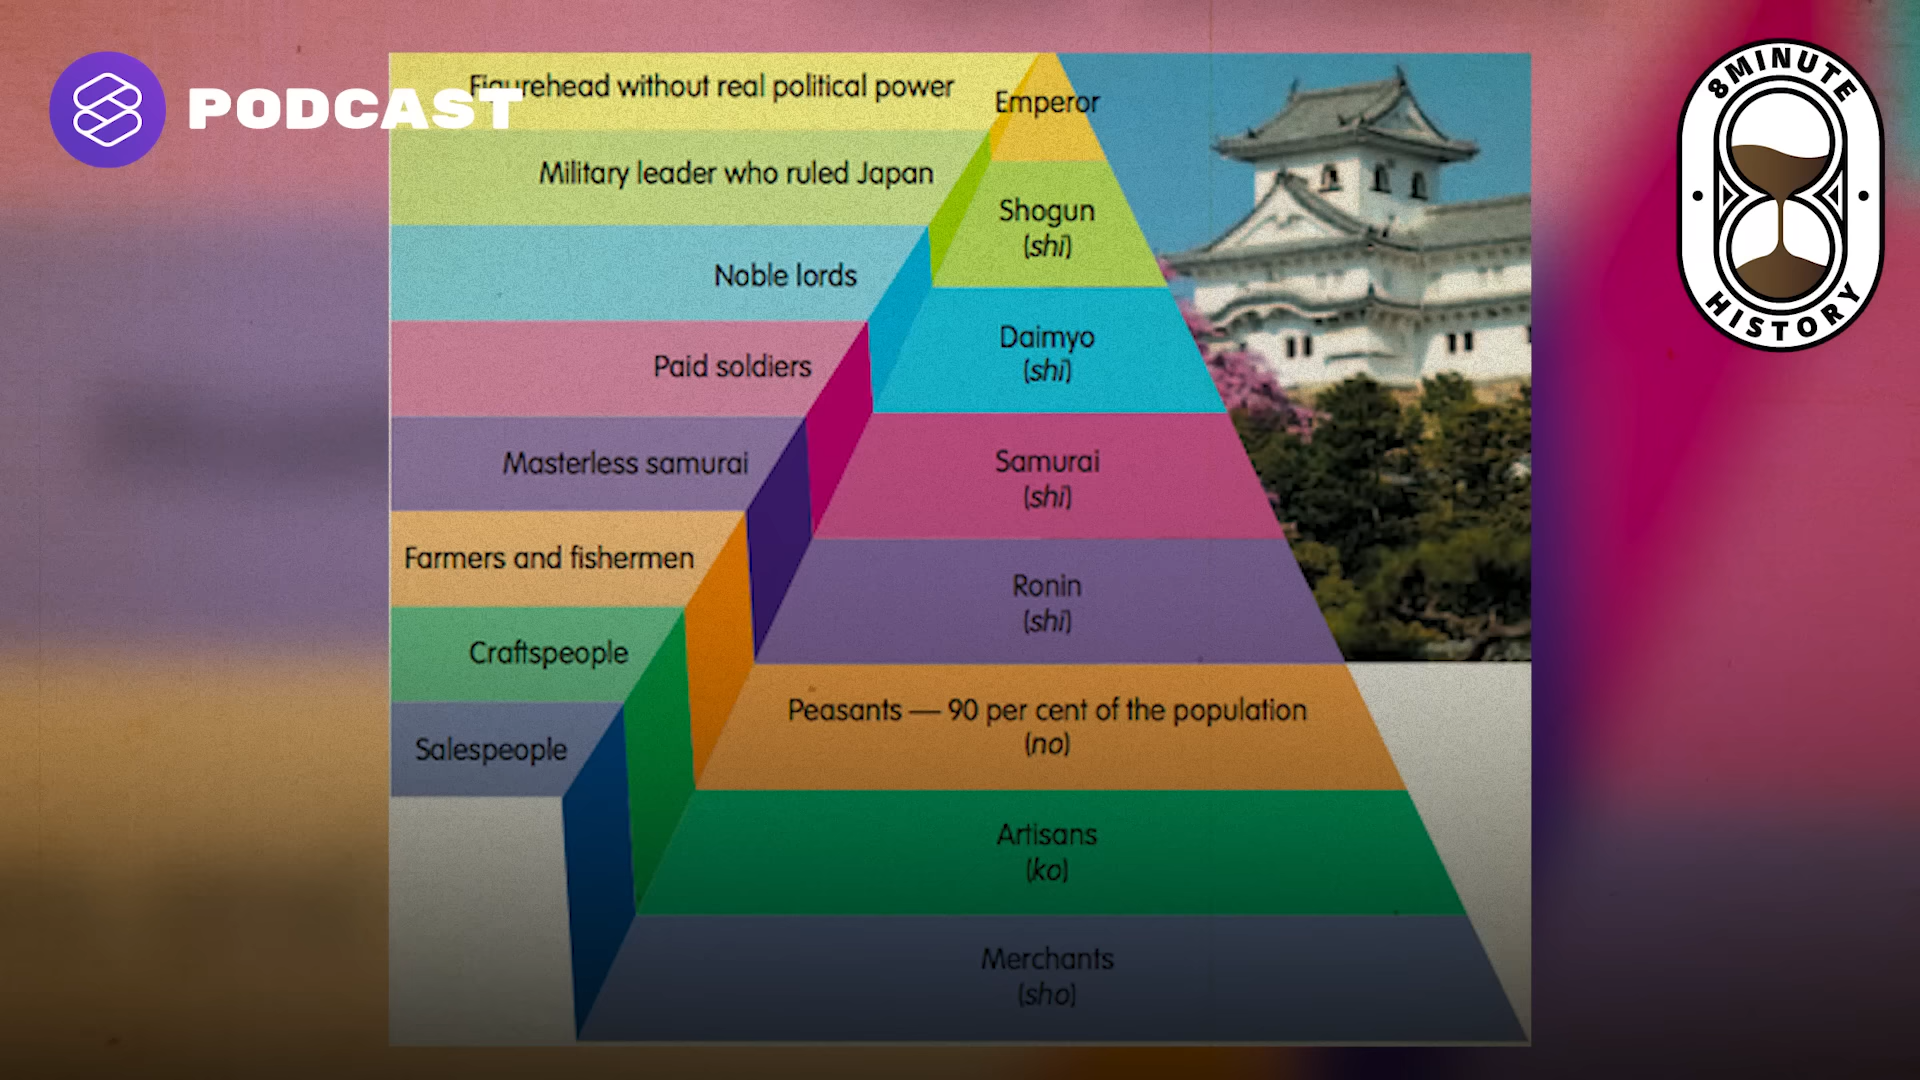 PODCAST
8MINUTE
HISTORY
Figurehead without real political power
Emperor
Military leader who ruled Japan
Shogun
(shi)
Noble lords
Daimyo
(shi)
Paid soldiers
Samurai
(shi)
Masterless samurai
Ronin
(shi)
Farmers and fishermen
Peasants — 90 per cent of the population
(no)
Craftspeople
Artisans
(ko)
Salespeople
Merchants
(sho)